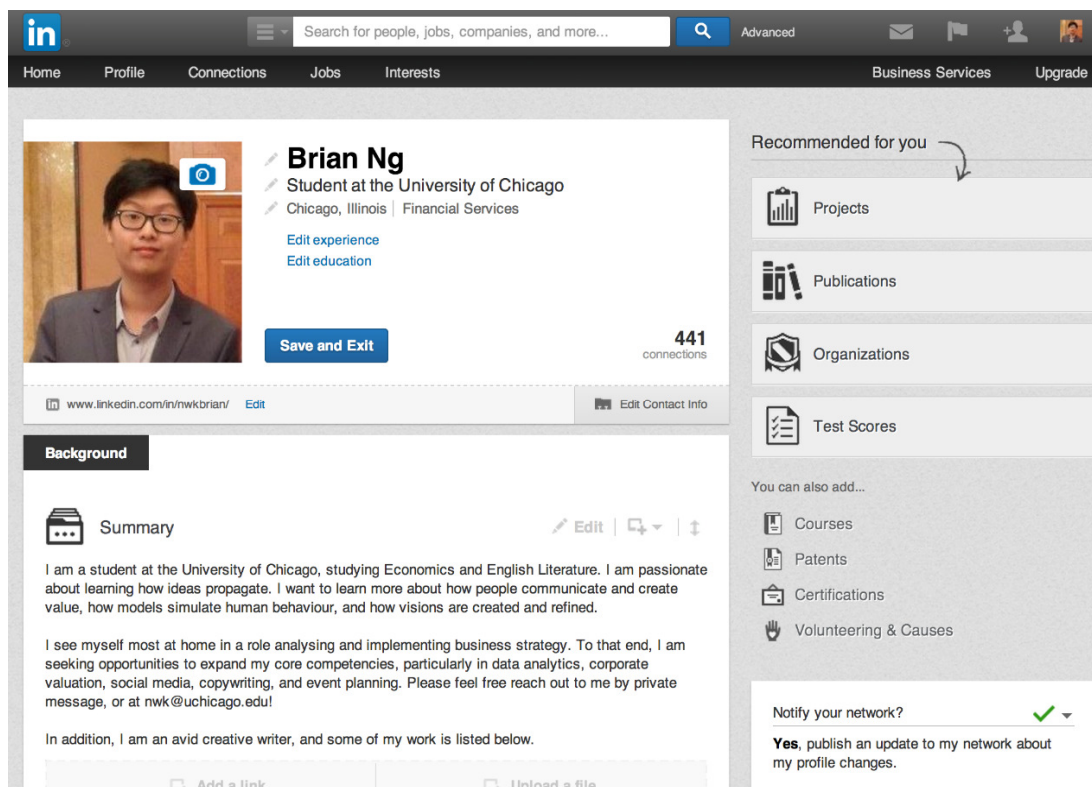 in
Search for people, jobs, companies, and more...
Advanced
Home Profile Connections Jobs Interests
Business Services Upgrade
Brian Ng
Student at the University of Chicago
Chicago, Illinois | Financial Services
Edit experience
Edit education
Save and Exit
441
connections
www.linkedin.com/in/nwkbrian/ Edit
Edit Contact Info
Background
Summary
Edit
I am a student at the University of Chicago, studying Economics and English Literature. I am passionate
about learning how ideas propagate. I want to learn more about how people communicate and create
value, how models simulate human behaviour, and how visions are created and refined.
I see myself most at home in a role analysing and implementing business strategy. To that end, I am
seeking opportunities to expand my core competencies, particularly in data analytics, corporate
valuation, social media, copywriting, and event planning. Please feel free reach out to me by private
message, or at nwk@uchicago.edu!
In addition, I am an avid creative writer, and some of my work is listed below.
Add a link
Upload a file
Recommended for you
Projects
Publications
Organizations
Test Scores
You can also add...
Courses
Patents
Certifications
Volunteering & Causes
Notify your network?
Yes, publish an update to my network about
my profile changes.